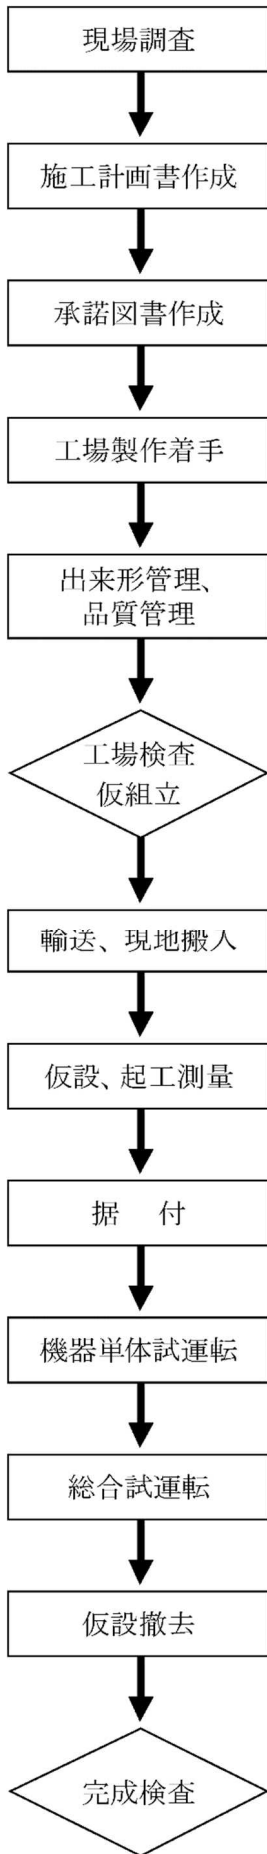 現場調査
施工計画書作成
承諾図書作成
工場製作着手
出来形管理、
品質管理
工場検査
仮組立
輸送、現地搬入
仮設、起工測量
据　付
機器単体試運転
総合試運転
仮設撤去
完成検査